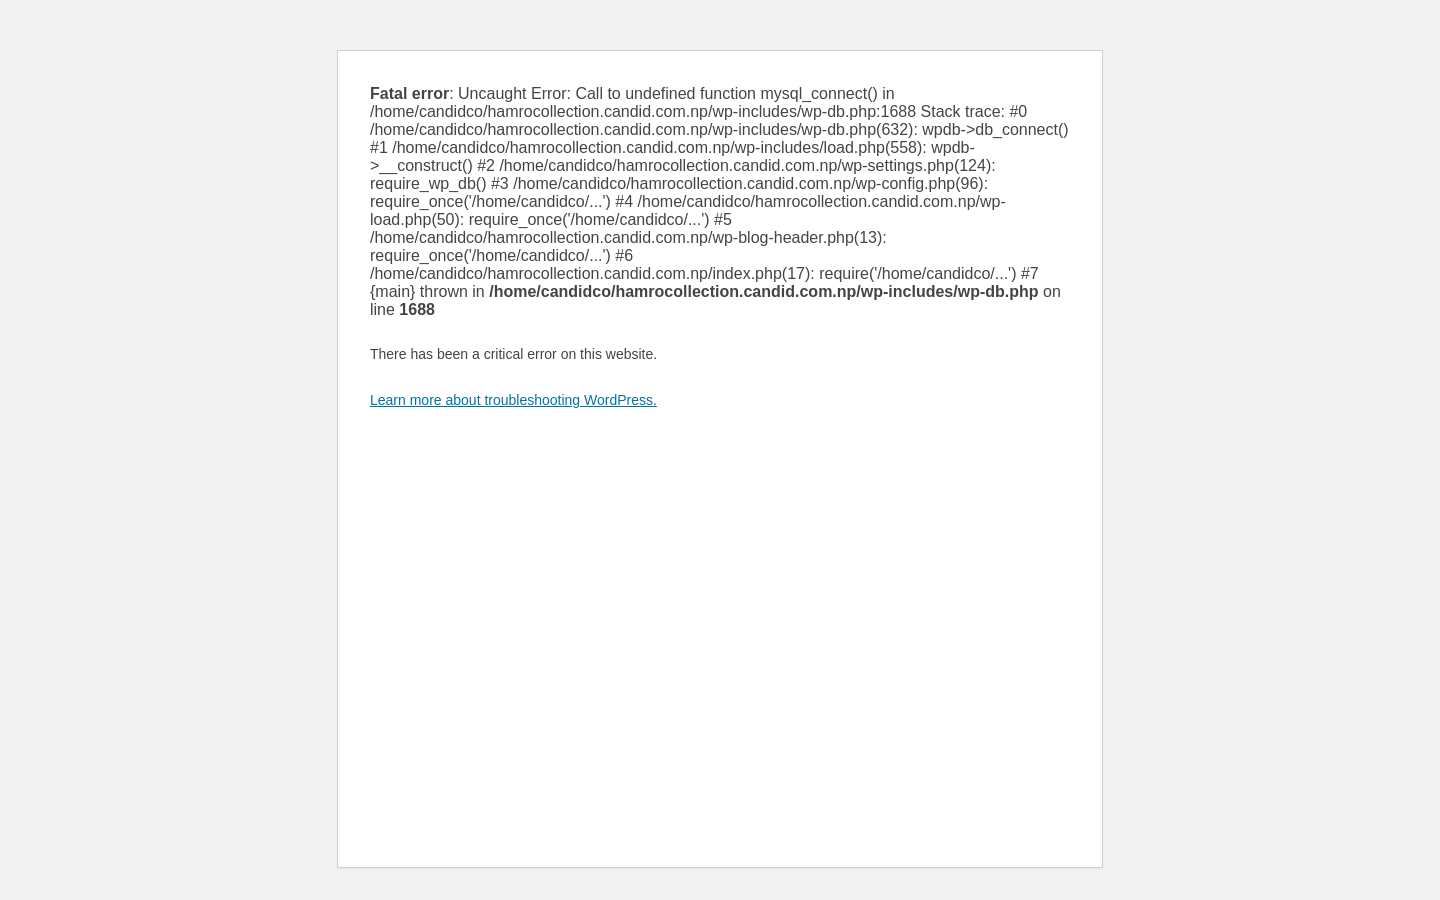 Fatal error: Uncaught Error: Call to undefined function mysql_connect() in
/home/candidco/hamrocollection.candid.com.np/wp-includes/wp-db.php:1688 Stack trace: #0
/home/candidco/hamrocollection.candid.com.np/wp-includes/wp-db.php(632): wpdb->db_connect()
#1 /home/candidco/hamrocollection.candid.com.np/wp-includes/load.php(558): wpdb-
>__construct() #2 /home/candidco/hamrocollection.candid.com.np/wp-settings.php(124):
require_wp_db() #3 /home/candidco/hamrocollection.candid.com.np/wp-config.php(96):
require_once('/home/candidco/...') #4 /home/candidco/hamrocollection.candid.com.np/wp-
load.php(50): require_once('/home/candidco/...') #5
/home/candidco/hamrocollection.candid.com.np/wp-blog-header.php(13):
require_once('/home/candidco/...') #6
/home/candidco/hamrocollection.candid.com.np/index.php(17): require('/home/candidco/...') #7
{main} thrown in /home/candidco/hamrocollection.candid.com.np/wp-includes/wp-db.php on
line 1688
There has been a critical error on this website.
Learn more about troubleshooting WordPress.